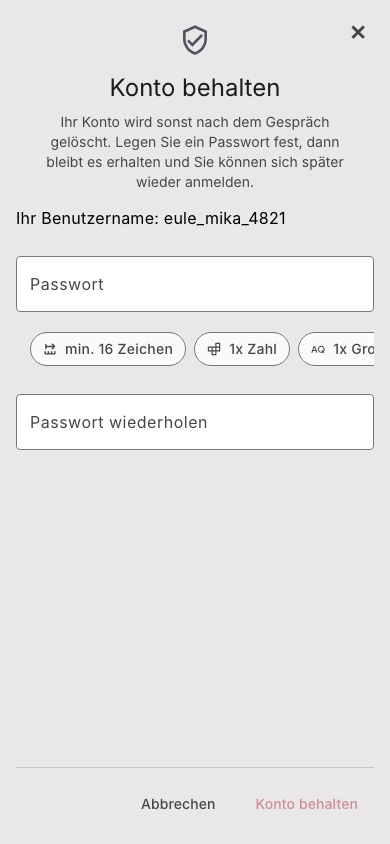 Konto behalten
Ihr Konto wird sonst nach dem Gespräch
gelöscht. Legen Sie ein Passwort fest, dann
bleibt es erhalten und Sie können sich später
wieder anmelden.
Ihr Benutzername: eule_mika_4821
Passwort
min. 16 Zeichen
1x Zahl
1x Gro
Passwort wiederholen
Abbrechen
Konto behalten